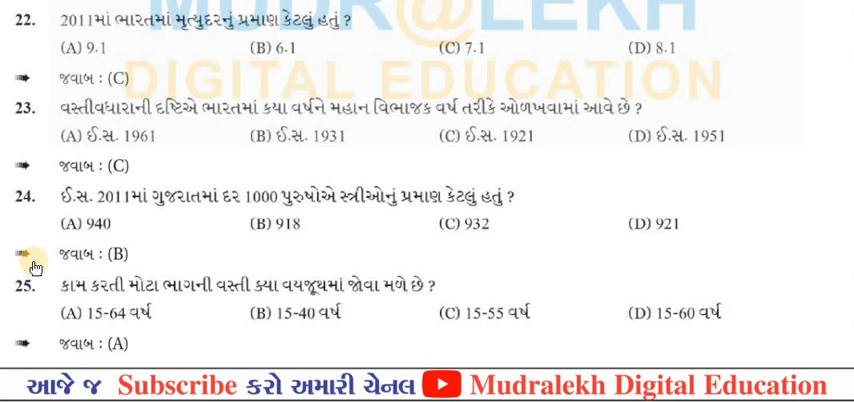 MUDR@LEKH
DIGITAL EDUCATION
22. 2011માં ભારતમાં મૃત્યુદરનું પ્રમાણ કેટલું હતું ?
(A) 9.1 (B) 6.1 (C) 7.1 (D) 8.1
જવાબ : (C)
23. વસ્તીવધારાની દૃષ્ટિએ ભારતમાં કયા વર્ષને મહાન વિભાજક વર્ષ તરીકે ઓળખવામાં આવે છે ?
(A) ઈ.સ. 1961 (B) ઈ.સ. 1931 (C) ઈ.સ. 1921 (D) ઈ.સ. 1951
જવાબ : (C)
24. ઈ.સ. 2011માં ગુજરાતમાં દર 1000 પુરુષોએ સ્ત્રીઓનું પ્રમાણ કેટલું હતું ?
(A) 940 (B) 918 (C) 932 (D) 921
જવાબ : (B)
25. કામ કરતી મોટા ભાગની વસ્તી ક્યા વયજૂથમાં જોવા મળે છે ?
(A) 15-64 વર્ષ (B) 15-40 વર્ષ (C) 15-55 વર્ષ (D) 15-60 વર્ષ
જવાબ : (A)
આજે જ Subscribe કરો અમારી ચેનલ Mudralekh Digital Education